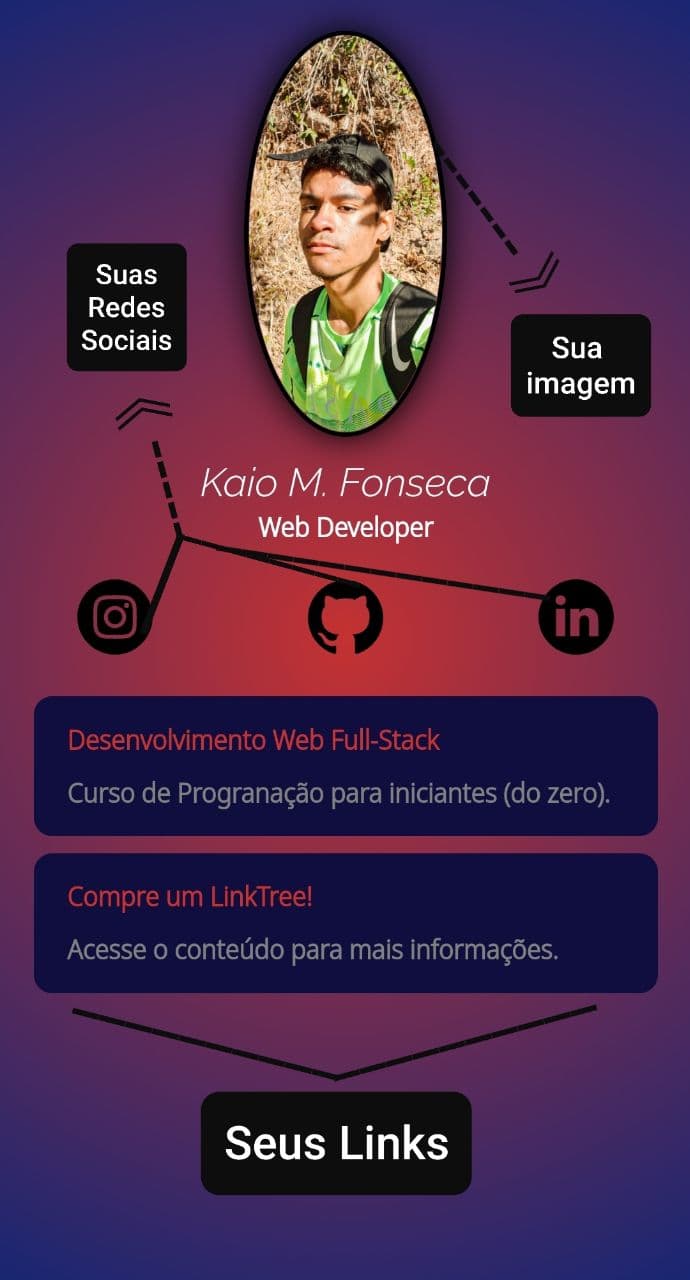 Suas
Redes
Sociais
Sua
imagem
Kaio M. Fonseca
Web Developer
in
Desenvolvimento Web Full-Stack
Curso de Progranação para iniciantes (do zero).
Compre um LinkTree!
Acesse o conteúdo para mais informações.
Seus Links